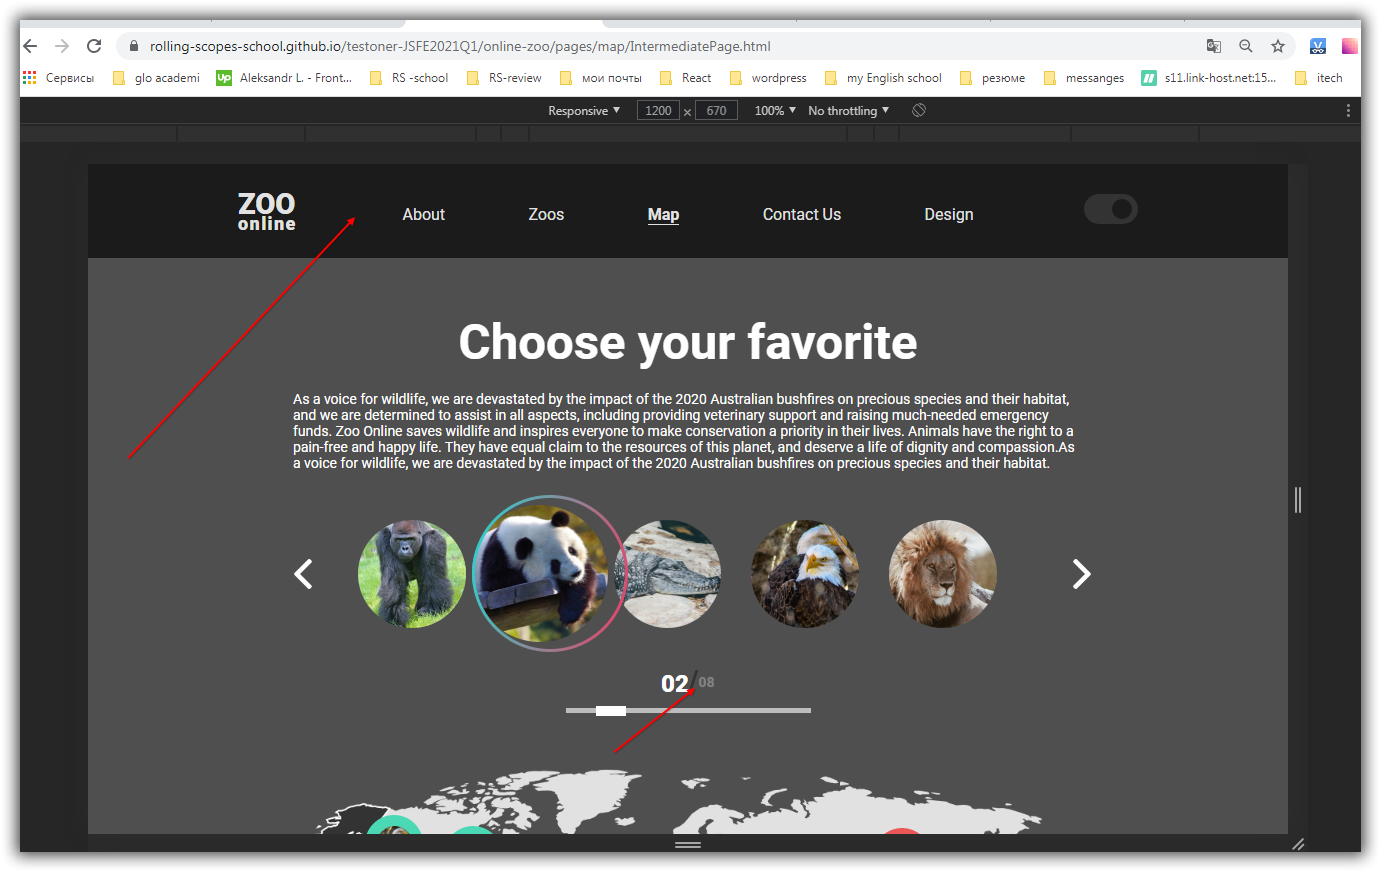 rolling-scopes-school.github.io/testoner-JSFE2021Q1/online-zoo/pages/map/IntermediatePage.html
Сервисы glo academi Up Aleksandr L. - Front... RS -school RS-review мои почты React wordpress my English school резюме messanges s11.link-host.net:15... itech
Responsive 1200 × 670 100% No throttling
ZOO
online
About Zoos Map Contact Us Design
Choose your favorite
As a voice for wildlife, we are devastated by the impact of the 2020 Australian bushfires on precious species and their habitat,
and we are determined to assist in all aspects, including providing veterinary support and raising much-needed emergency
funds. Zoo Online saves wildlife and inspires everyone to make conservation a priority in their lives. Animals have the right to a
pain-free and happy life. They have equal claim to the resources of this planet, and deserve a life of dignity and compassion.As
a voice for wildlife, we are devastated by the impact of the 2020 Australian bushfires on precious species and their habitat.
02/08